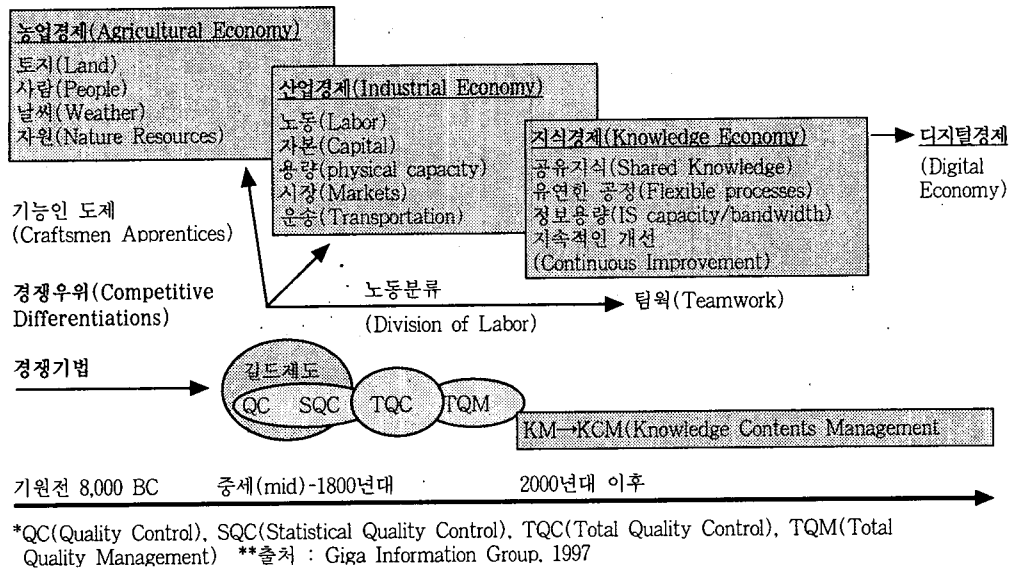 농업경제(Agricultural Economy)
토지(Land)
사람(People)
날씨(Weather)
자원(Nature Resources)
산업경제(Industrial Economy)
노동(Labor)
자본(Capital)
용량(physical capacity)
시장(Markets)
운송(Transportation)
지식경제(Knowledge Economy)
공유지식(Shared Knowledge)
유연한 공정(Flexible processes)
정보용량(IS capacity/bandwidth)
지속적인 개선
(Continuous Improvement)
디지털경제
(Digital
Economy)
기능인 도제
(Craftsmen Apprentices)
경쟁우위(Competitive
Differentiations)
노동분류
(Division of Labor)
팀웍(Teamwork)
경쟁기법
길드제도
QC SQC TQC TQM
KM→KCM(Knowledge Contents Management
기원전 8,000 BC 중세(mid)-1800년대 2000년대 이후
*QC(Quality Control), SQC(Statistical Quality Control), TQC(Total Quality Control), TQM(Total
Quality Management) **출처 : Giga Information Group. 1997